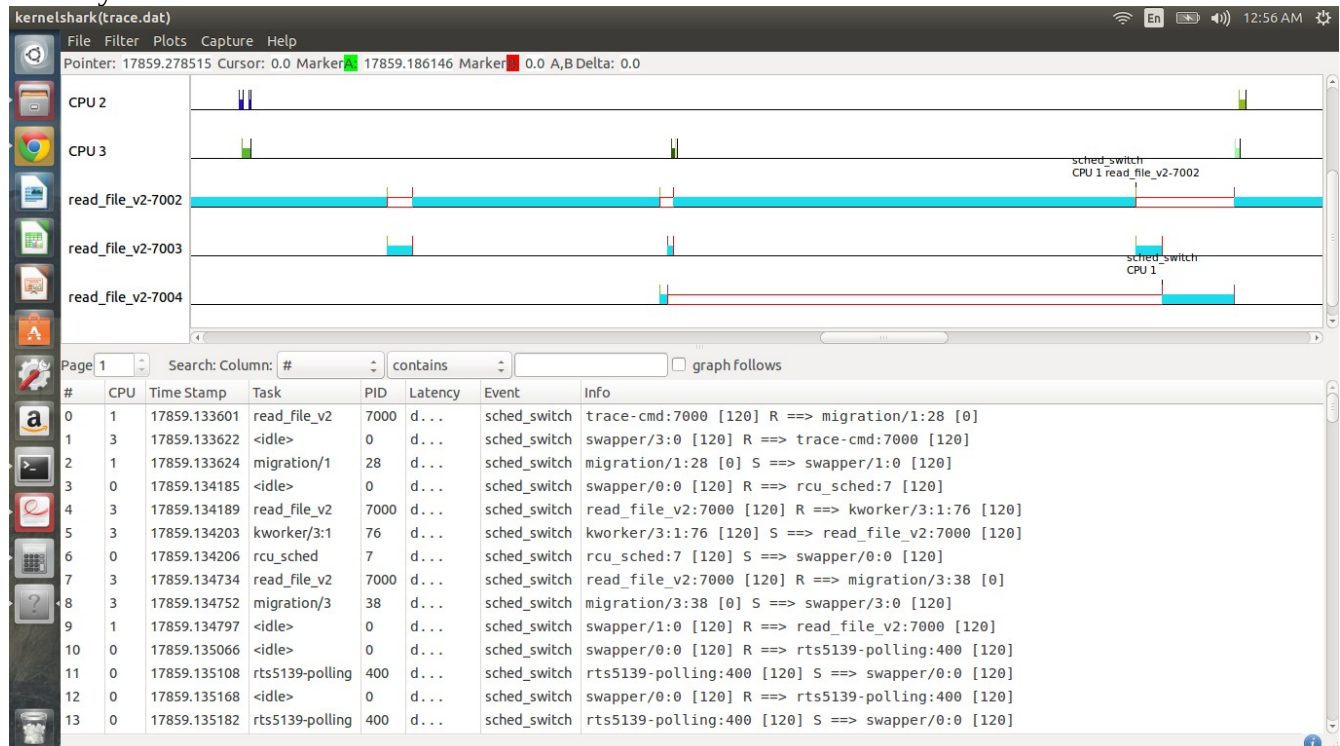 kernelshark(trace.dat) En 12:56 AM
File Filter Plots Capture Help
Pointer: 17859.278515 Cursor: 0.0 Marker A: 17859.186146 Marker B: 0.0 A,B Delta: 0.0
CPU 2
CPU 3
sched_switch
CPU 1 read_file_v2-7002
read_file_v2-7002
read_file_v2-7003
sched_switch
CPU 1
read_file_v2-7004
Page 1 Search: Column: # contains graph follows
# CPU Time Stamp Task PID Latency Event Info
0 1 17859.133601 read_file_v2 7000 d... sched_switch trace-cmd:7000 [120] R ==> migration/1:28 [0]
1 3 17859.133622 <idle> 0 d... sched_switch swapper/3:0 [120] R ==> trace-cmd:7000 [120]
2 1 17859.133624 migration/1 28 d... sched_switch migration/1:28 [0] S ==> swapper/1:0 [120]
3 0 17859.134185 <idle> 0 d... sched_switch swapper/0:0 [120] R ==> rcu_sched:7 [120]
4 3 17859.134189 read_file_v2 7000 d... sched_switch read_file_v2:7000 [120] R ==> kworker/3:1:76 [120]
5 3 17859.134203 kworker/3:1 76 d... sched_switch kworker/3:1:76 [120] S ==> read_file_v2:7000 [120]
6 0 17859.134206 rcu_sched 7 d... sched_switch rcu_sched:7 [120] S ==> swapper/0:0 [120]
7 3 17859.134734 read_file_v2 7000 d... sched_switch read_file_v2:7000 [120] R ==> migration/3:38 [0]
8 3 17859.134752 migration/3 38 d... sched_switch migration/3:38 [0] S ==> swapper/3:0 [120]
9 1 17859.134797 <idle> 0 d... sched_switch swapper/1:0 [120] R ==> read_file_v2:7000 [120]
10 0 17859.135066 <idle> 0 d... sched_switch swapper/0:0 [120] R ==> rts5139-polling:400 [120]
11 0 17859.135108 rts5139-polling 400 d... sched_switch rts5139-polling:400 [120] S ==> swapper/0:0 [120]
12 0 17859.135168 <idle> 0 d... sched_switch swapper/0:0 [120] R ==> rts5139-polling:400 [120]
13 0 17859.135182 rts5139-polling 400 d... sched_switch rts5139-polling:400 [120] S ==> swapper/0:0 [120]